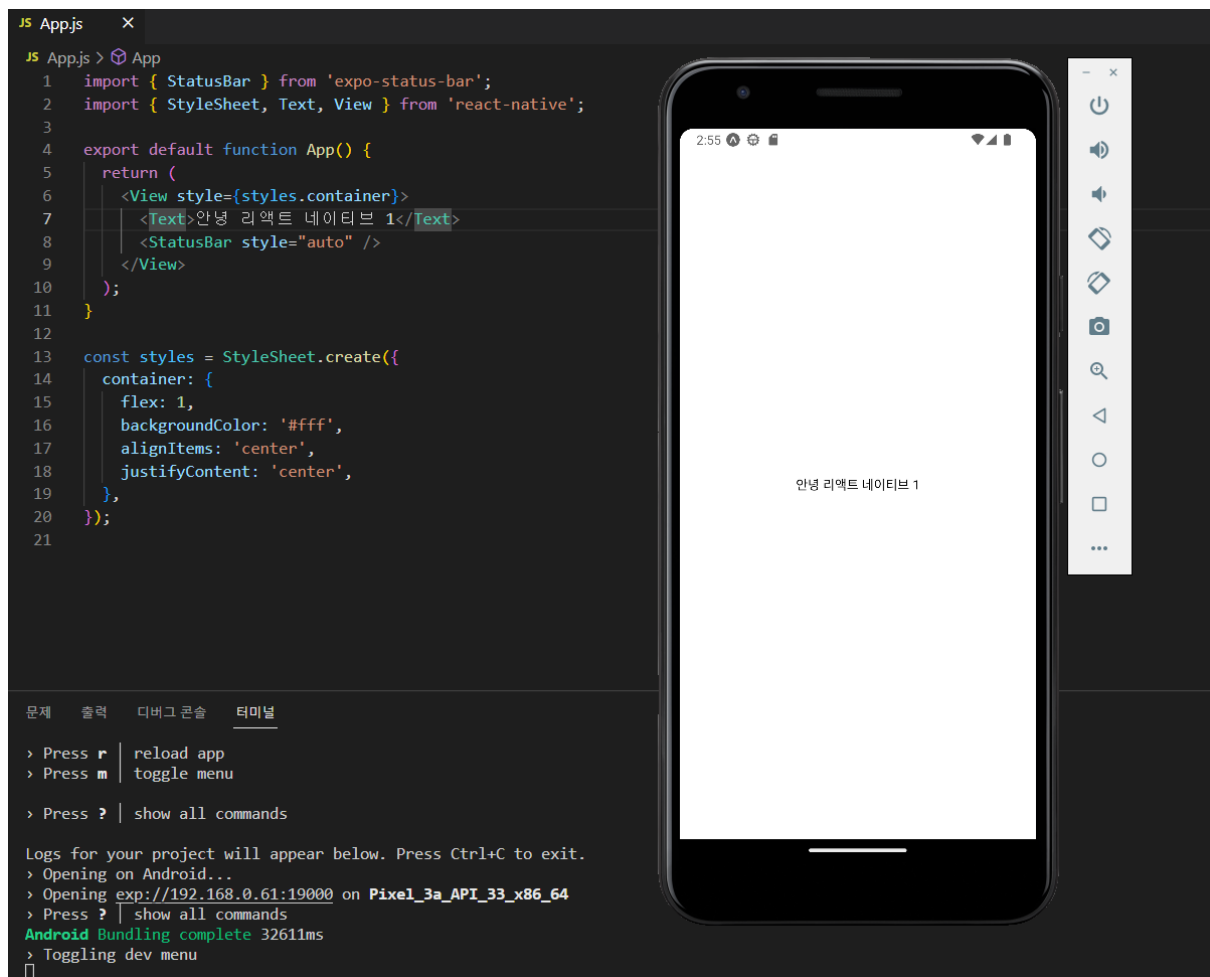 JS App.js ×
JS App.js > App
1 import { StatusBar } from 'expo-status-bar';
2 import { StyleSheet, Text, View } from 'react-native';
3
4 export default function App() {
5 return (
6 <View style={styles.container}>
7 <Text>안녕 리액트 네이티브 1</Text>
8 <StatusBar style="auto" />
9 </View>
10 );
11 }
12
13 const styles = StyleSheet.create({
14 container: {
15 flex: 1,
16 backgroundColor: '#fff',
17 alignItems: 'center',
18 justifyContent: 'center',
19 },
20 });
21
2:55
안녕 리액트 네이티브 1
문제 출력 디버그 콘솔 터미널
› Press r │ reload app
› Press m │ toggle menu
› Press ? │ show all commands
Logs for your project will appear below. Press Ctrl+C to exit.
› Opening on Android...
› Opening exp://192.168.0.61:19000 on Pixel_3a_API_33_x86_64
› Press ? │ show all commands
Android Bundling complete 32611ms
› Toggling dev menu